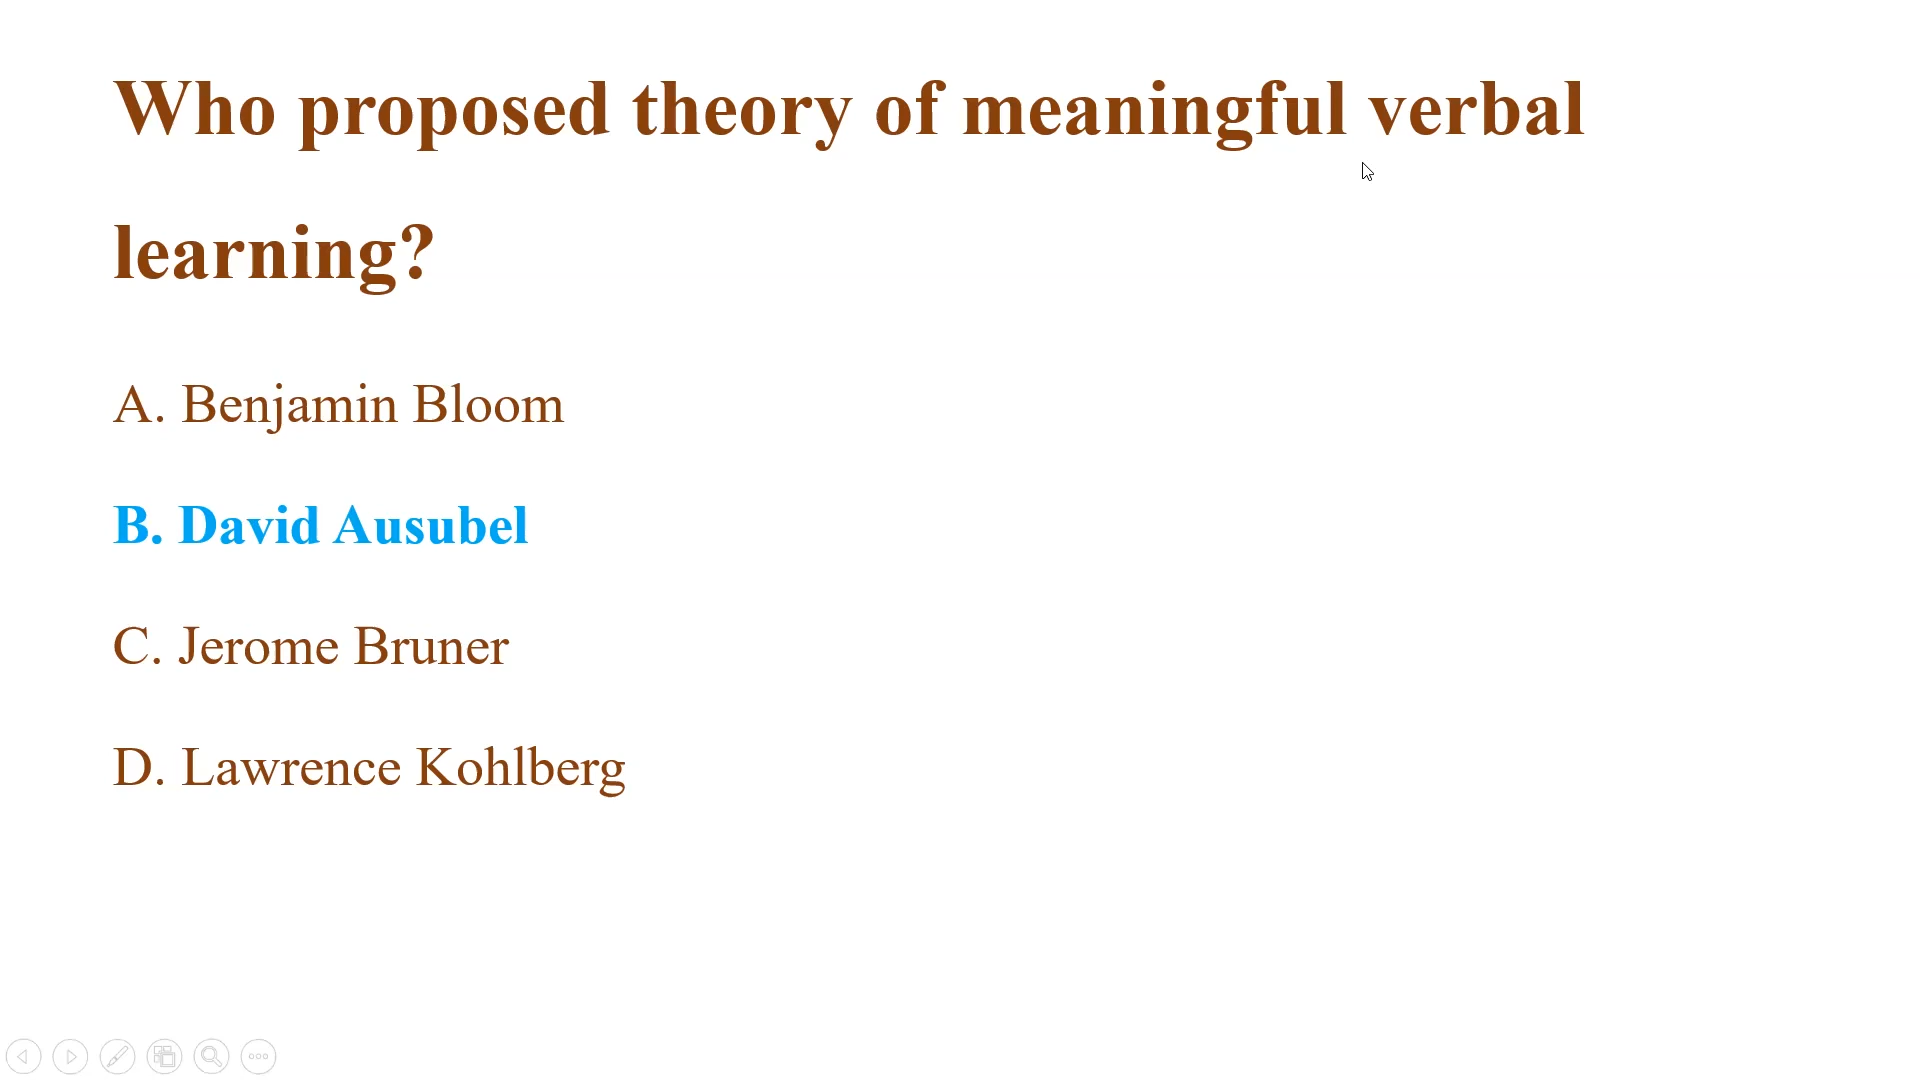 Who proposed theory of meaningful verbal
learning?
A. Benjamin Bloom
B. David Ausubel
C. Jerome Bruner
D. Lawrence Kohlberg